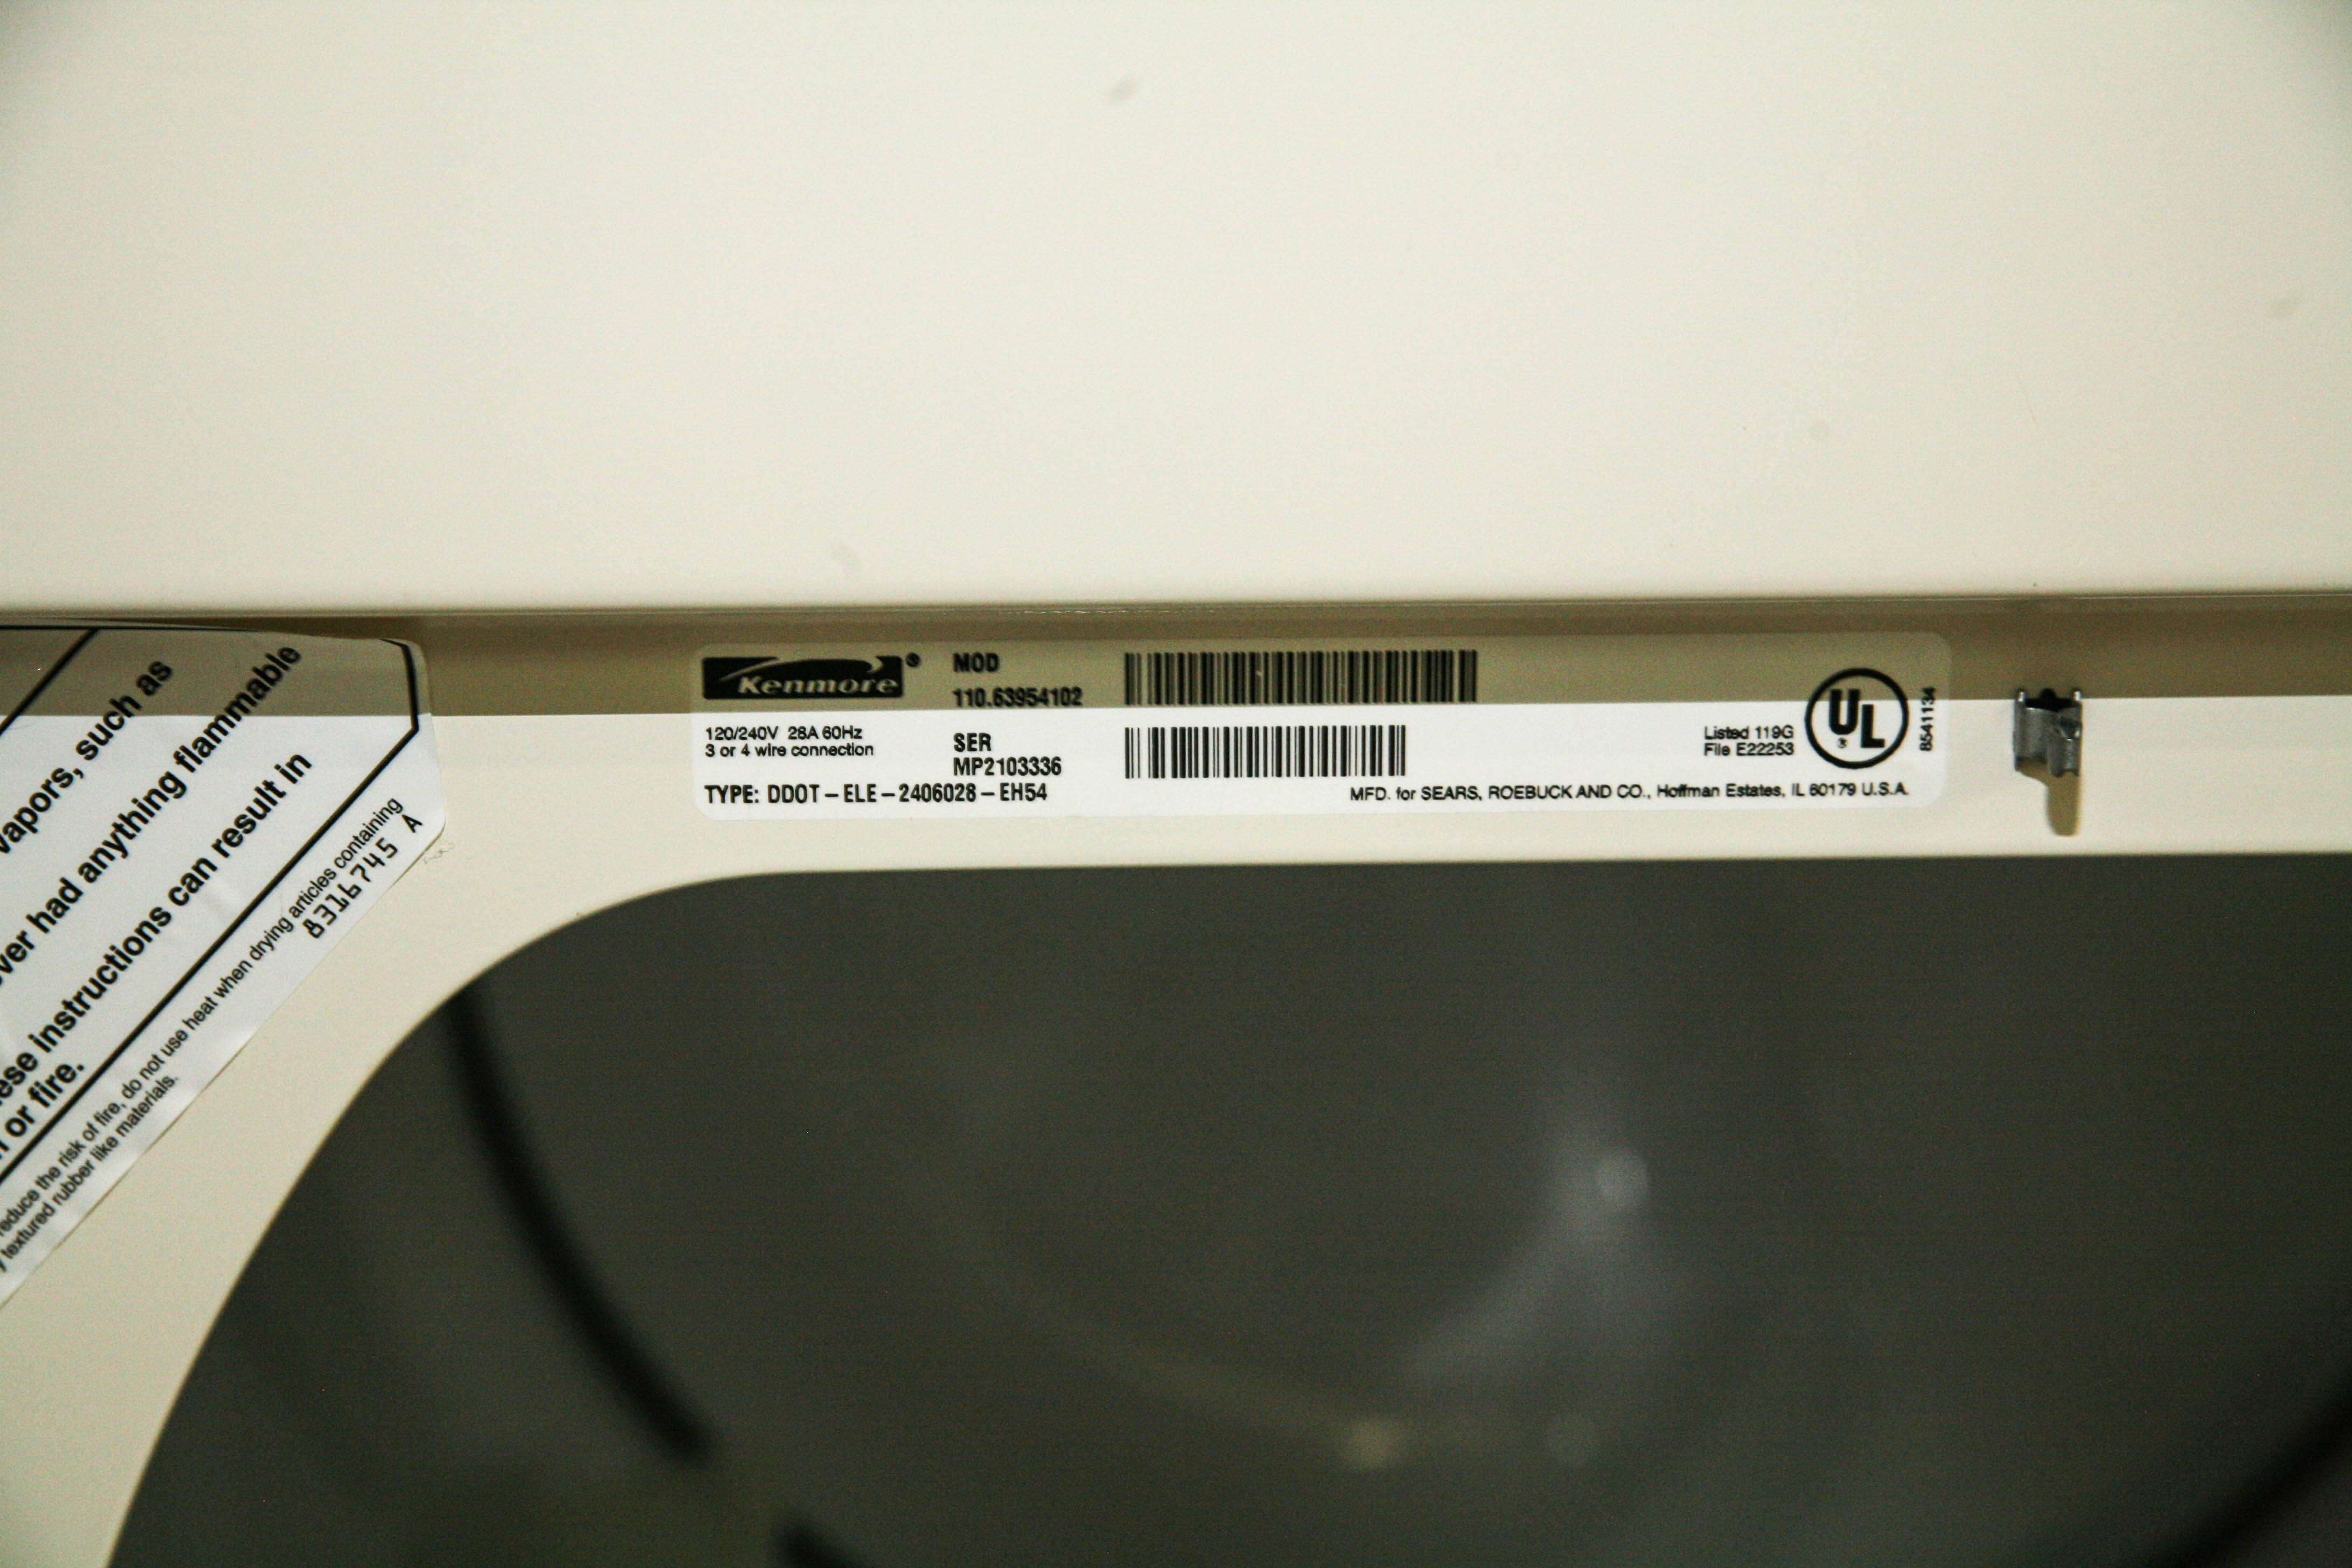 vapors, such as
ver had anything flammable
ese instructions can result in
or fire.
reduce the risk of fire, do not use heat when drying articles containing
textured rubber like materials.
8316745 A
Kenmore®
MOD
110.63954102
120/240V 28A 60Hz
3 or 4 wire connection
SER
MP2103336
TYPE: DDOT-ELE-2406028-EH54
Listed 119G
File E22253
UL®
8541134
MFD. for SEARS, ROEBUCK AND CO., Hoffman Estates, IL 60179 U.S.A.